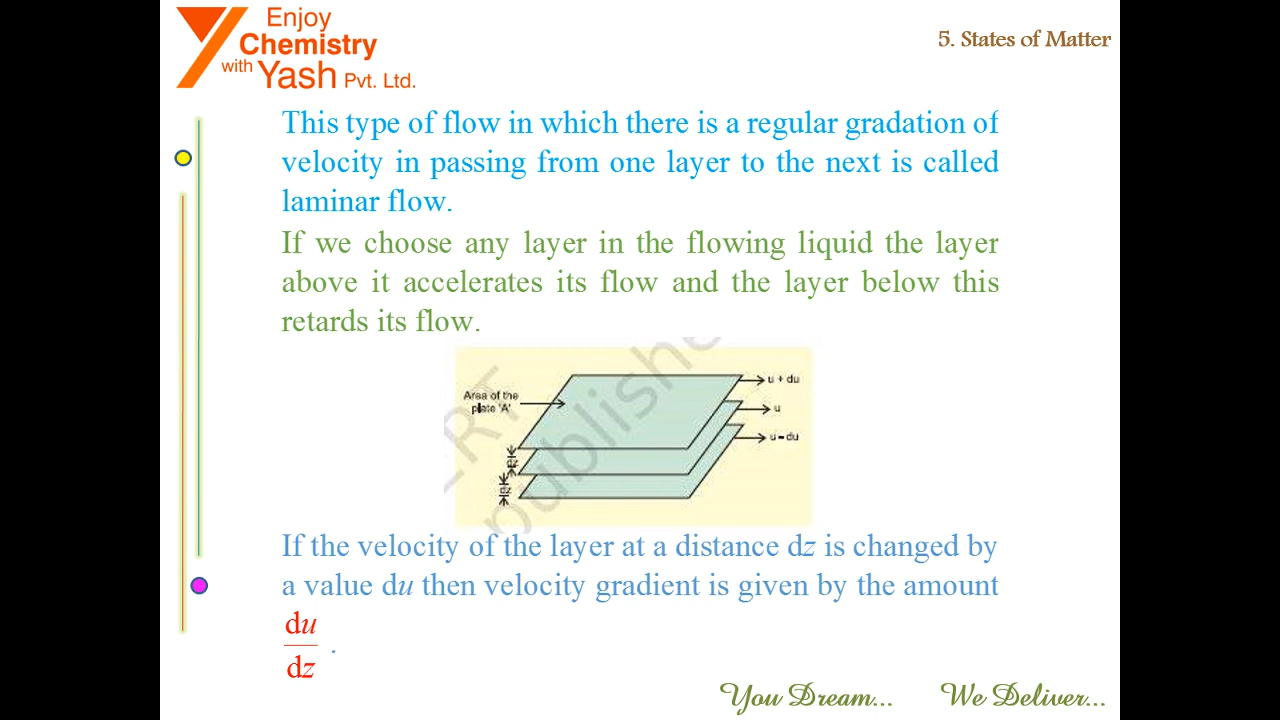 Enjoy
Chemistry
with Yash Pvt. Ltd.
5. States of Matter
This type of flow in which there is a regular gradation of
velocity in passing from one layer to the next is called
laminar flow.
If we choose any layer in the flowing liquid the layer
above it accelerates its flow and the layer below this
retards its flow.
Area of the
plate 'A'
u + du
u
u – du
If the velocity of the layer at a distance dz is changed by
a value du then velocity gradient is given by the amount
du
dz .
You Dream... We Deliver...